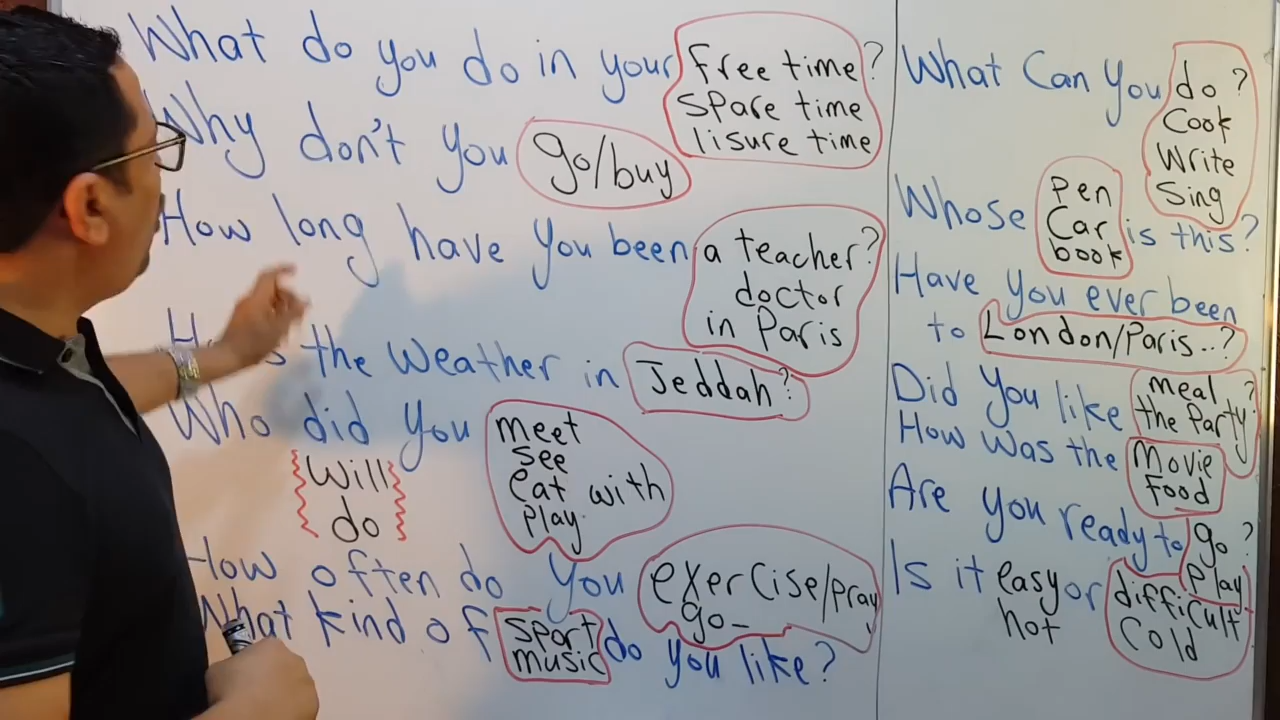 What do you do in your free time?
spare time
lisure time
Why don't you go/buy
How long have you been a teacher?
doctor
in Paris
the Weather in Jeddah?
Who did you meet
see
eat with
play
Will
do
How often do you exercise/pray
go-
What kind of sport do you like?
music
What Can You do?
Cook
Write
Sing
Whose pen is this?
Car
book
Have you ever been
to London/Paris..?
Did You like meal?
the Party
How was the Movie
Food
Are you ready to go?
Play
Is it easy or difficult
hot Cold